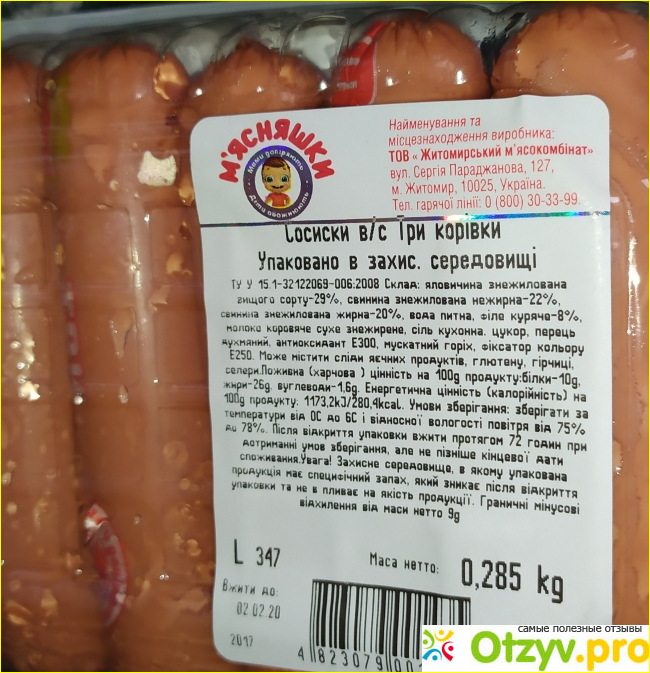 М'ЯСНЯШКИ
Мами довіряють
Діти обожнюють
Найменування та
місцезнаходження виробника:
ТОВ « Житомирський м'ясокомбінат»
вул. Сергія Параджанова, 127,
м. Житомир, 10025, Україна.
Тел. гарячої лінії: 0 (800) 30-33-99.
Сосиски в/с Три корівки
Упаковано в захис. середовищі
ТУ У 15.1-32122069-006:2008 Склад: яловичина знежилована
вищого сорту-29%, свинина знежилована нежирна-22%,
свинина знежилована жирна-20%, вода питна, філе куряче-8%,
молоко коровяче сухе знежирене, сіль кухонна. цукор, перець
духмяний, антиоксидант Е300, мускатний горіх, фіксатор кольору
Е250. Може містити сліди яєчних продуктів, глютену, гірчиці,
селери.Поживна (харчова ) цінність на 100g продукту:білки-10g,
жири-26g, вуглеводи-1,6g. Енергетична цінність (калорійність) на
100g продукту: 1173,2kJ/280,4kcal. Умови зберігання: зберігати за
температури від 0С до 6С і відносної вологості повітря від 75%
до 78%. Після відкриття упаковки вжити протягом 72 годин при
дотриманні умов зберігання, але не пізніше кінцевої дати
споживання.Увага! Захисне середовище, в якому упакована
продукція має специфічний запах, який зникає після відкриття
упаковки та не в пливає на якість продукції. Граничні мінусові
відхилення від маси нетто 9g
L 347
Маса нетто: 0,285 kg
Вжити до:
02.02.20
2017
4 823079 00
самые полезные отзывы
Otzyv.pro